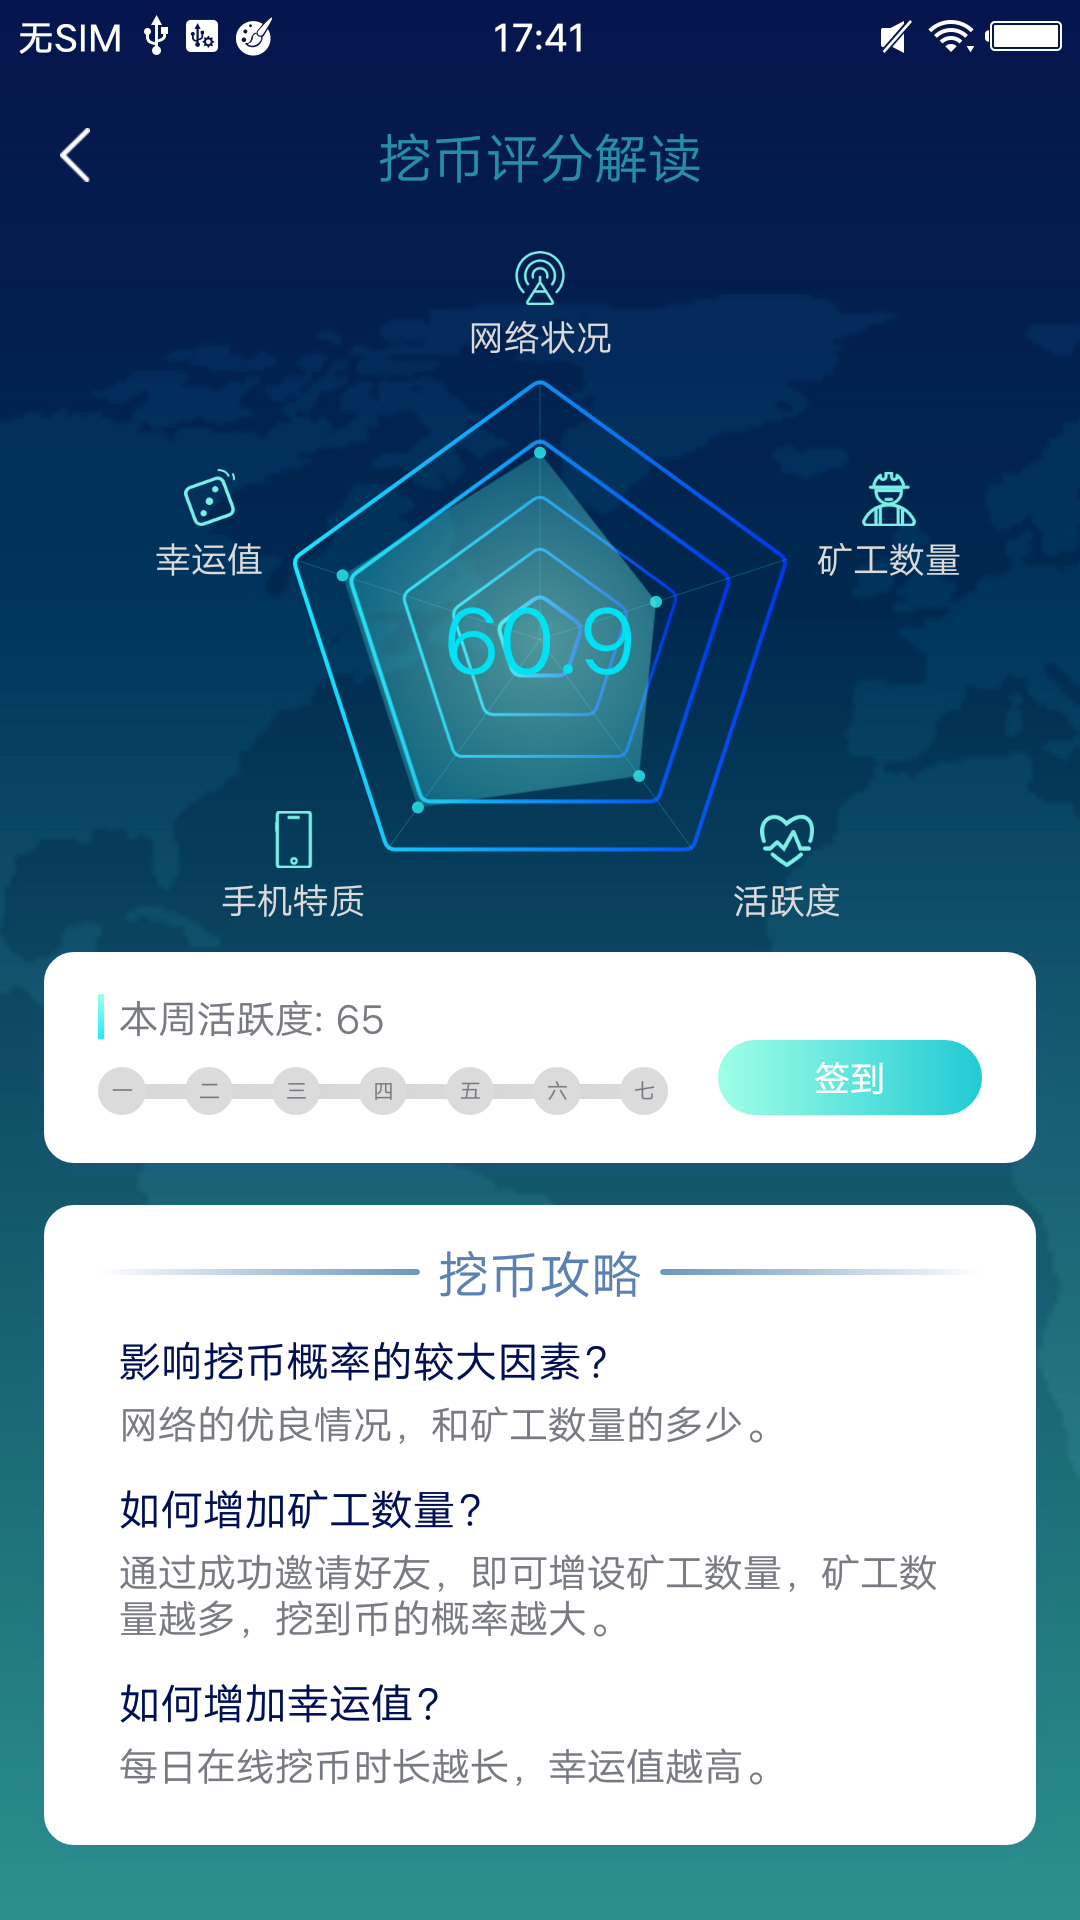 无SIM
17:41
挖币评分解读
网络状况
幸运值
矿工数量
60.9
手机特质
活跃度
本周活跃度: 65
一 二 三 四 五 六 七
签到
挖币攻略
影响挖币概率的较大因素?
网络的优良情况，和矿工数量的多少。
如何增加矿工数量?
通过成功邀请好友，即可增设矿工数量，矿工数
量越多，挖到币的概率越大。
如何增加幸运值?
每日在线挖币时长越长，幸运值越高。